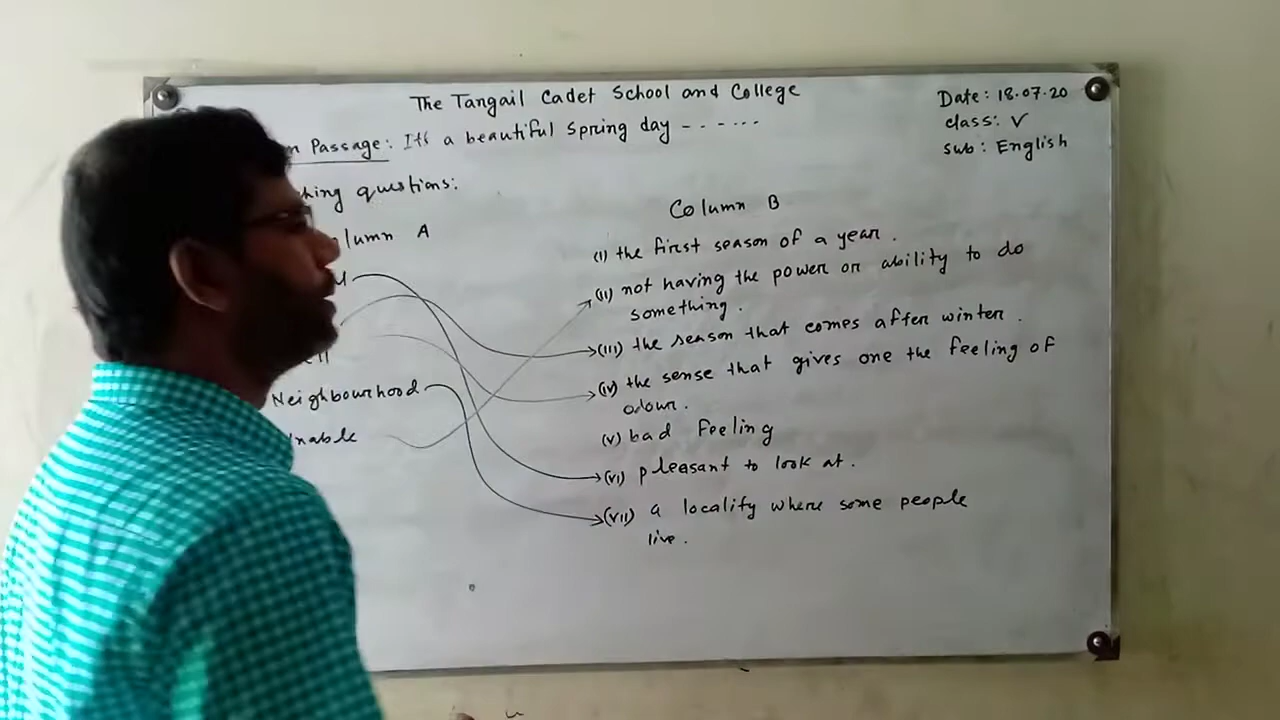 The Tangail Cadet School and College
Date: 18.07.20
Passage: It's a beautiful spring day - - - - - -
class: V
sub: English
questions:
A
Column B
(i) the first season of a year.
(ii) not having the power or ability to do
something.
(iii) the season that comes after winter.
(iv) the sense that gives one the feeling of
odour.
Neighbourhood
(v) bad feeling
(vi) pleasant to look at.
(vii) a locality where some people
live.